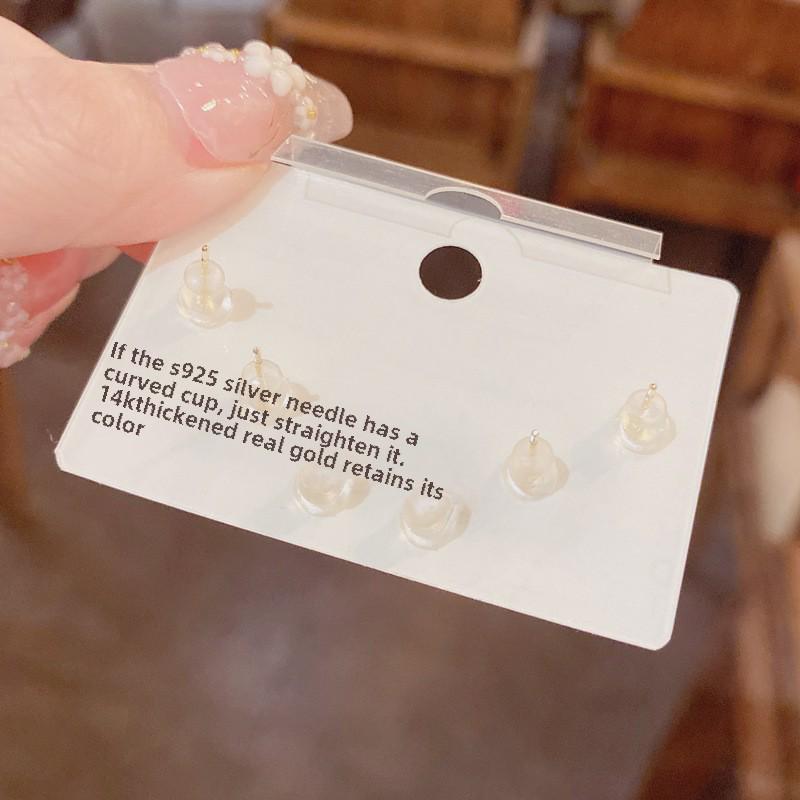 If the s925 silver needle has a
curved cup, just straighten it.
14kthickened real gold retains its
color